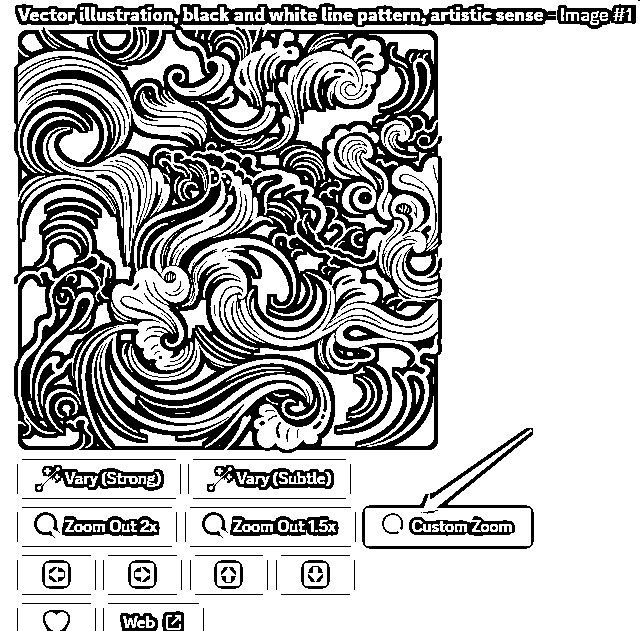 Vector illustration, black and white line pattern, artistic sense - Image #1
Vary (Strong) Vary (Subtle)
Zoom Out 2x Zoom Out 1.5x Custom Zoom
Web